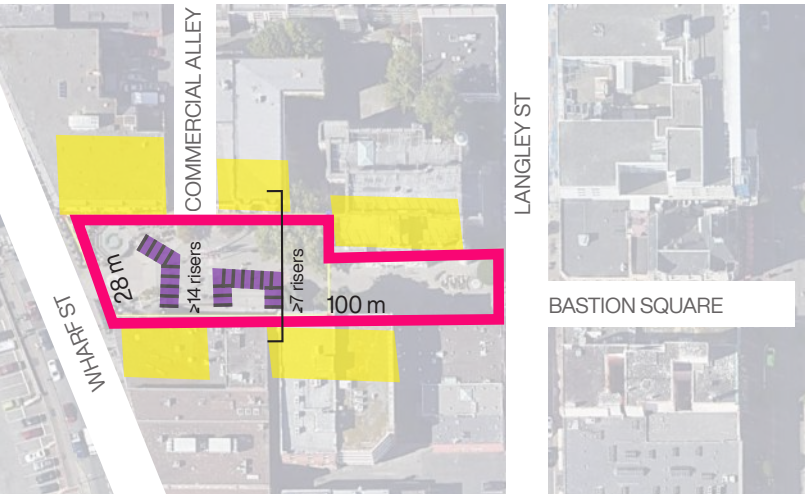 COMMERCIAL ALLEY
LANGLEY ST
28 m
≥14 risers
≥7 risers
100 m
BASTION SQUARE
WHARF ST